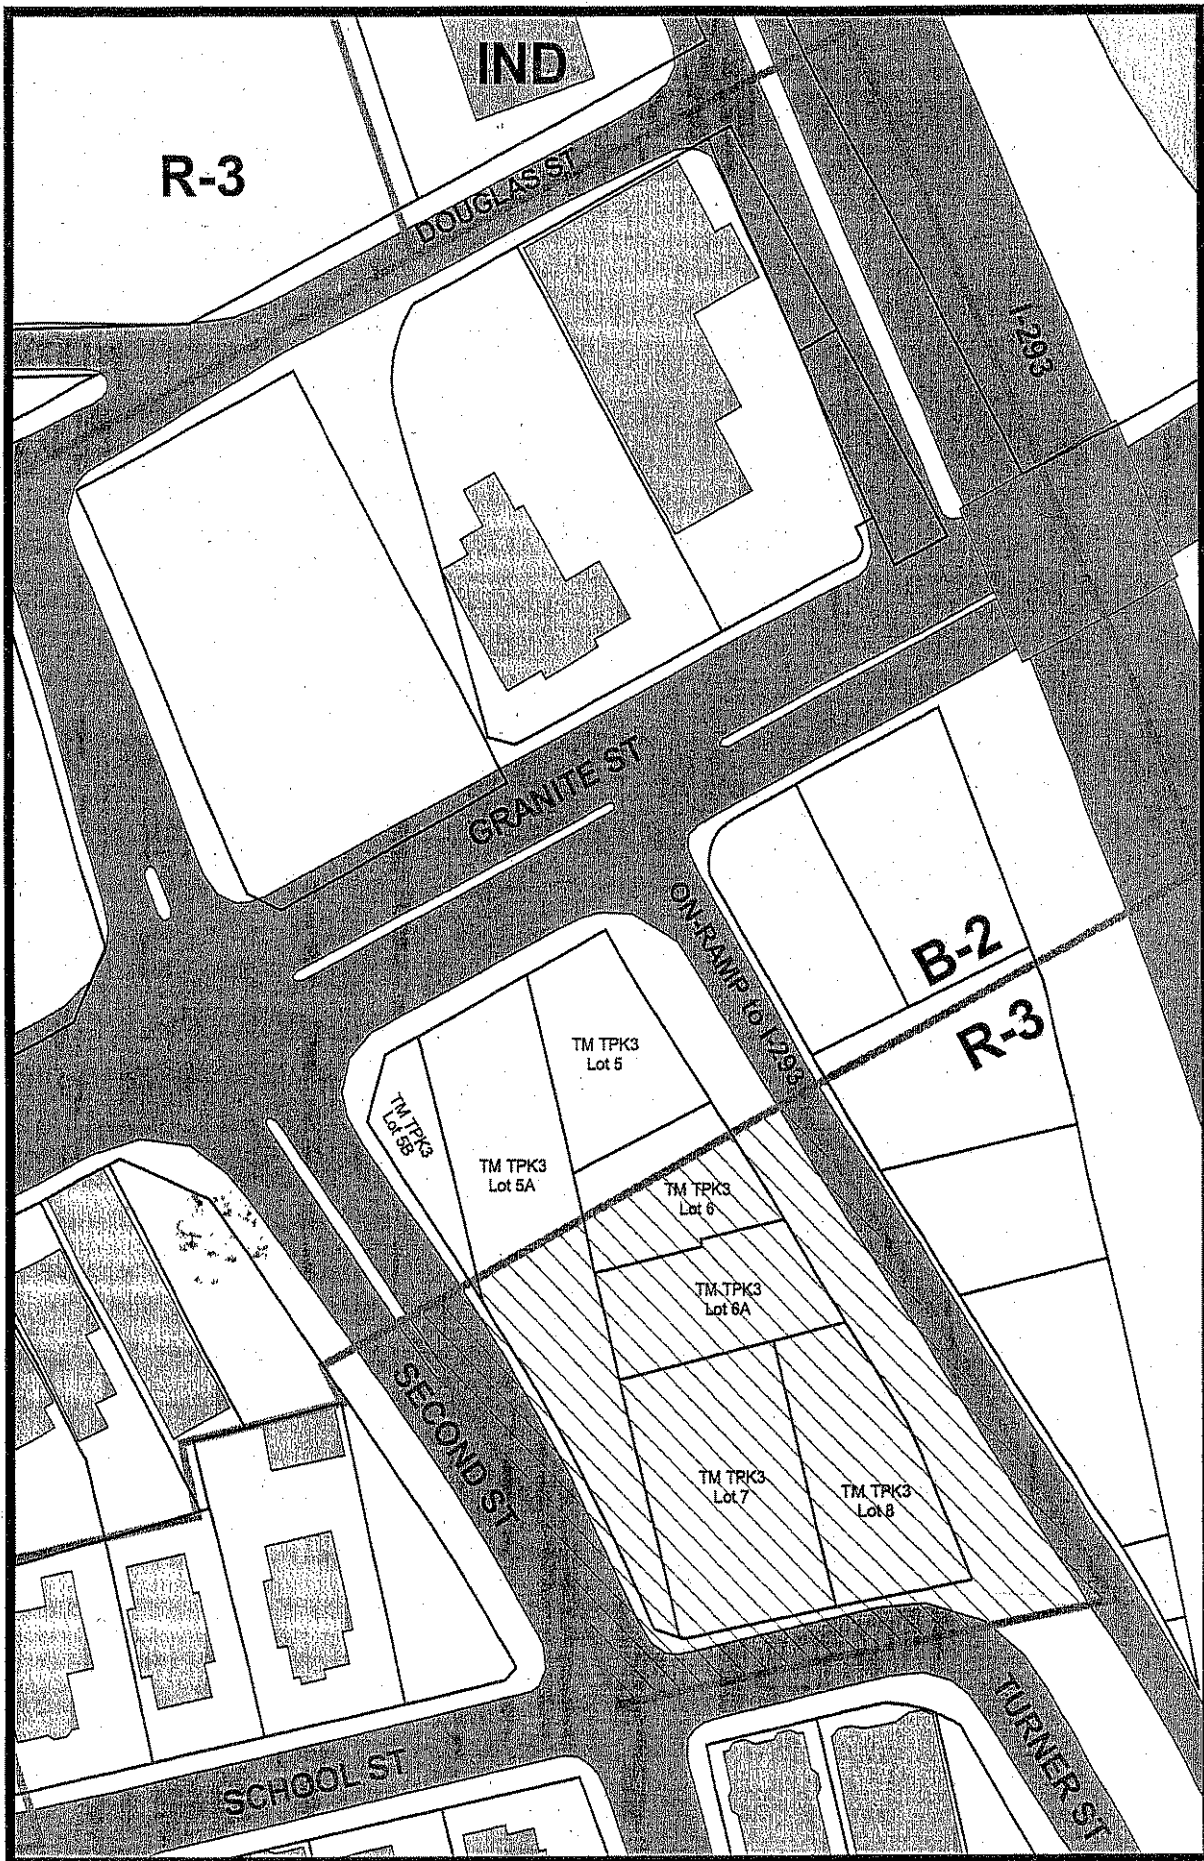 IND
R-3
DOUGLAS ST
I-293
GRANITE ST
ON-RAMP to I-293
B-2
R-3
TM TPK3
Lot 5
TM TPK3
Lot 5B
TM TPK3
Lot 5A
TM TPK3
Lot 6
TM TPK3
Lot 6A
SECOND ST
TM TPK3
Lot 7
TM TPK3
Lot 8
TURNER ST
SCHOOL ST